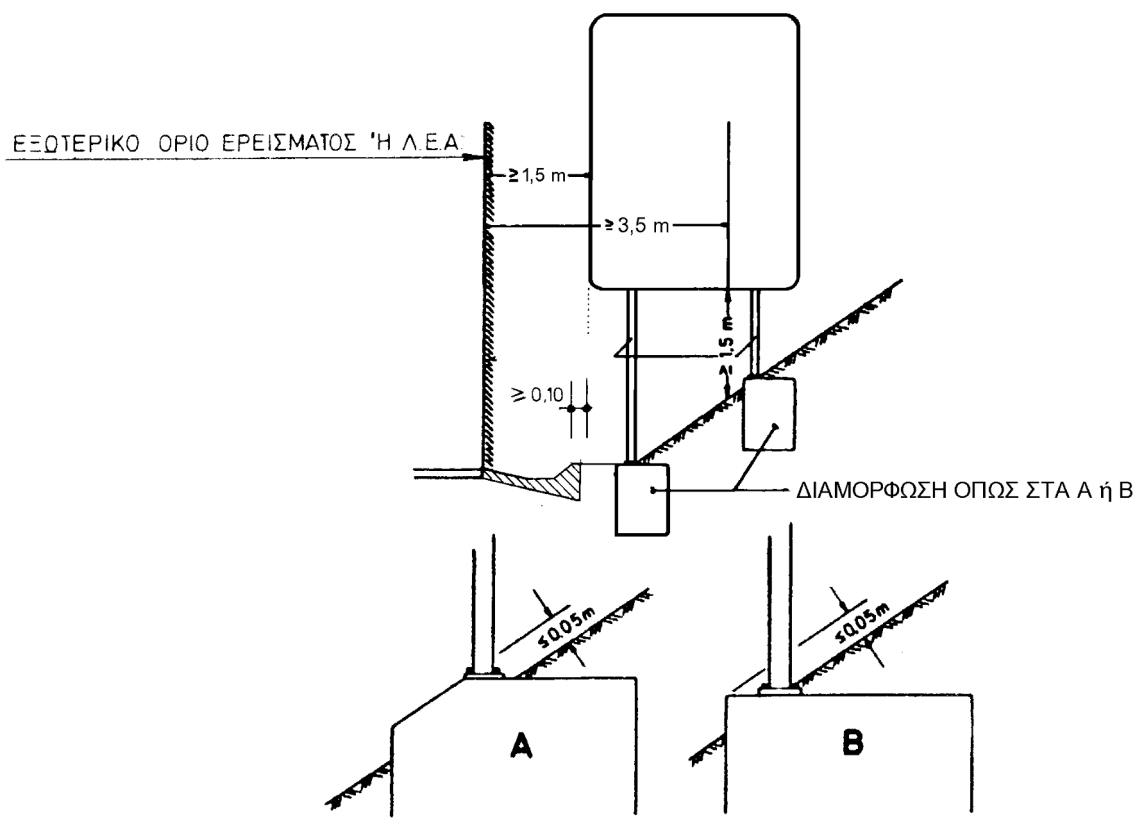 ΕΞΩΤΕΡΙΚΟ ΟΡΙΟ ΕΡΕΙΣΜΑΤΟΣ 'Η Λ.Ε.Α.
≥1,5 m
≥3,5 m
≥1,5 m
≥0,10
ΔΙΑΜΟΡΦΩΣΗ ΟΠΩΣ ΣΤΑ Α ή Β
≤0,05m
≤0,05m
A
B